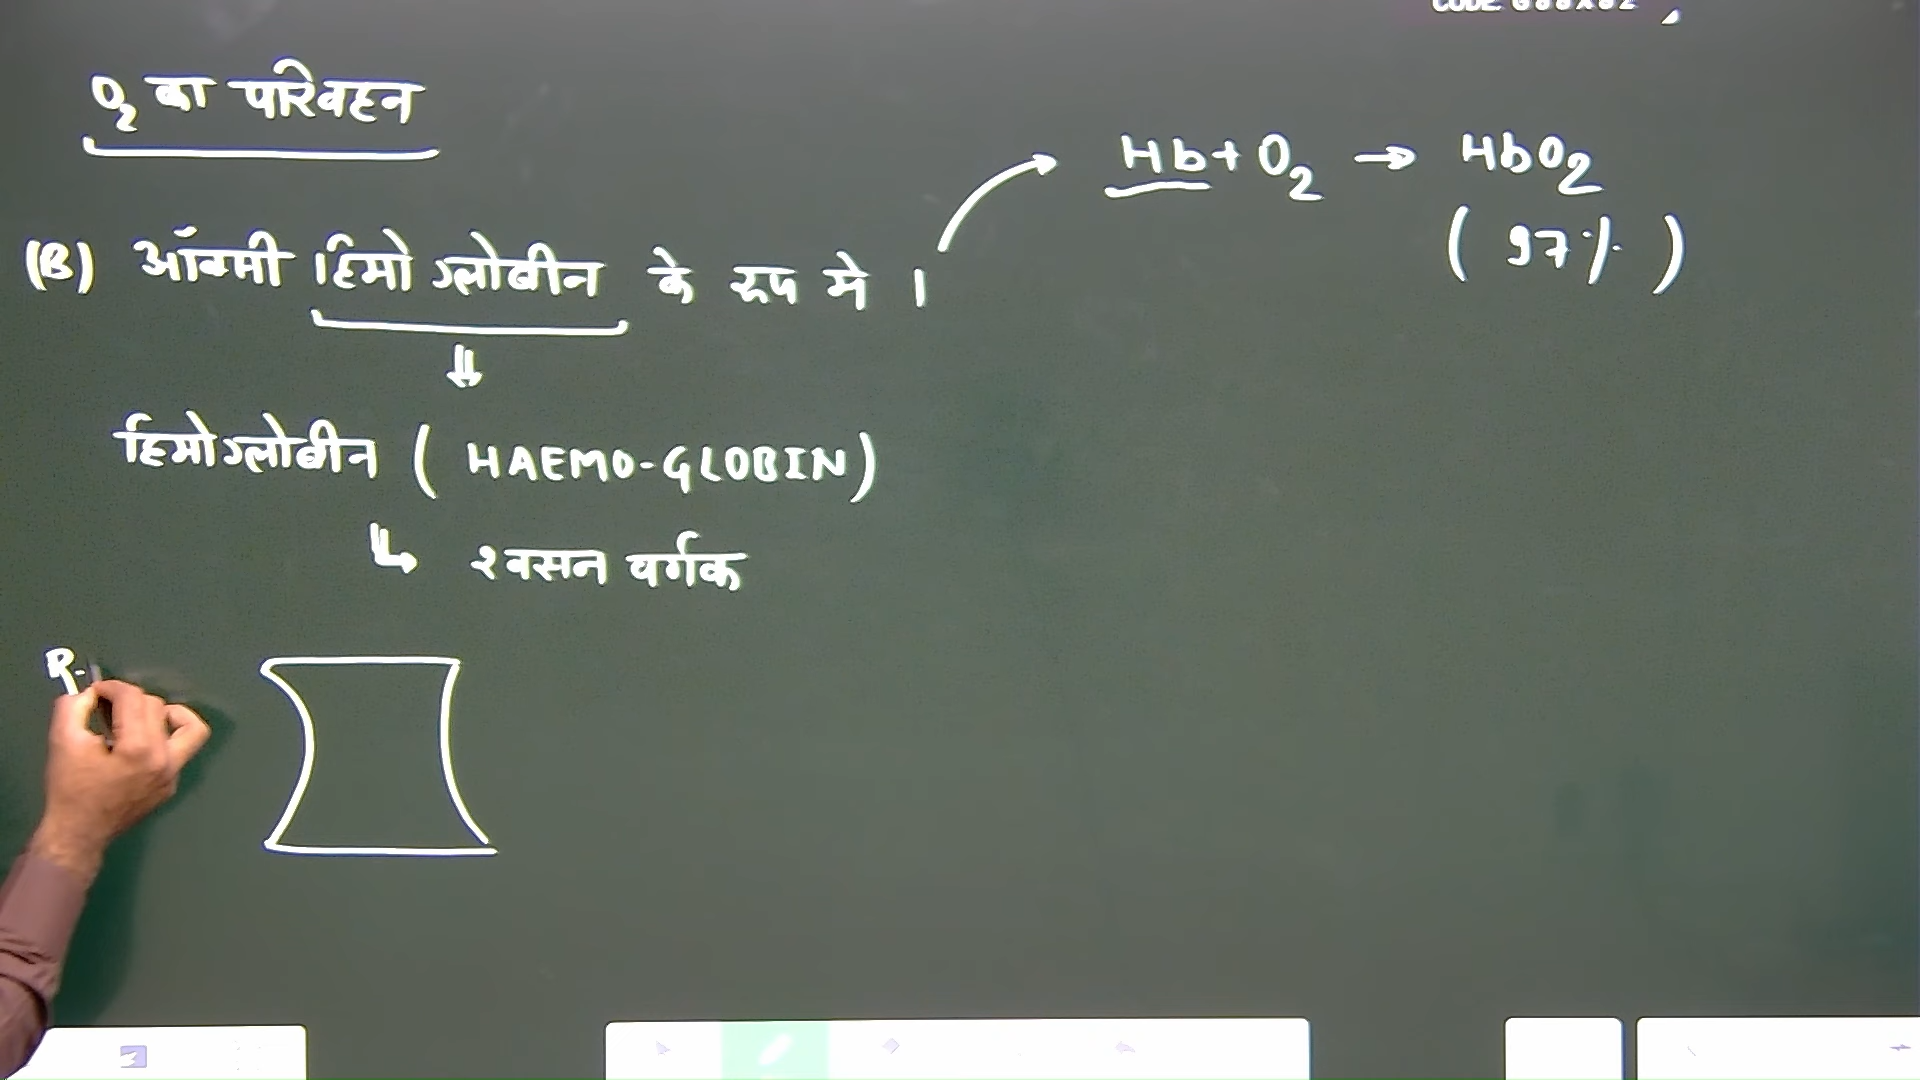 O₂ का परिवहन
(B) ऑक्सी हिमोग्लोबीन के रूप मे ।
Hb + O₂ → HbO₂
(97%)
⇓
हिमोग्लोबीन ( HAEMO-GLOBIN)
↳ श्वसन वर्णक
R.